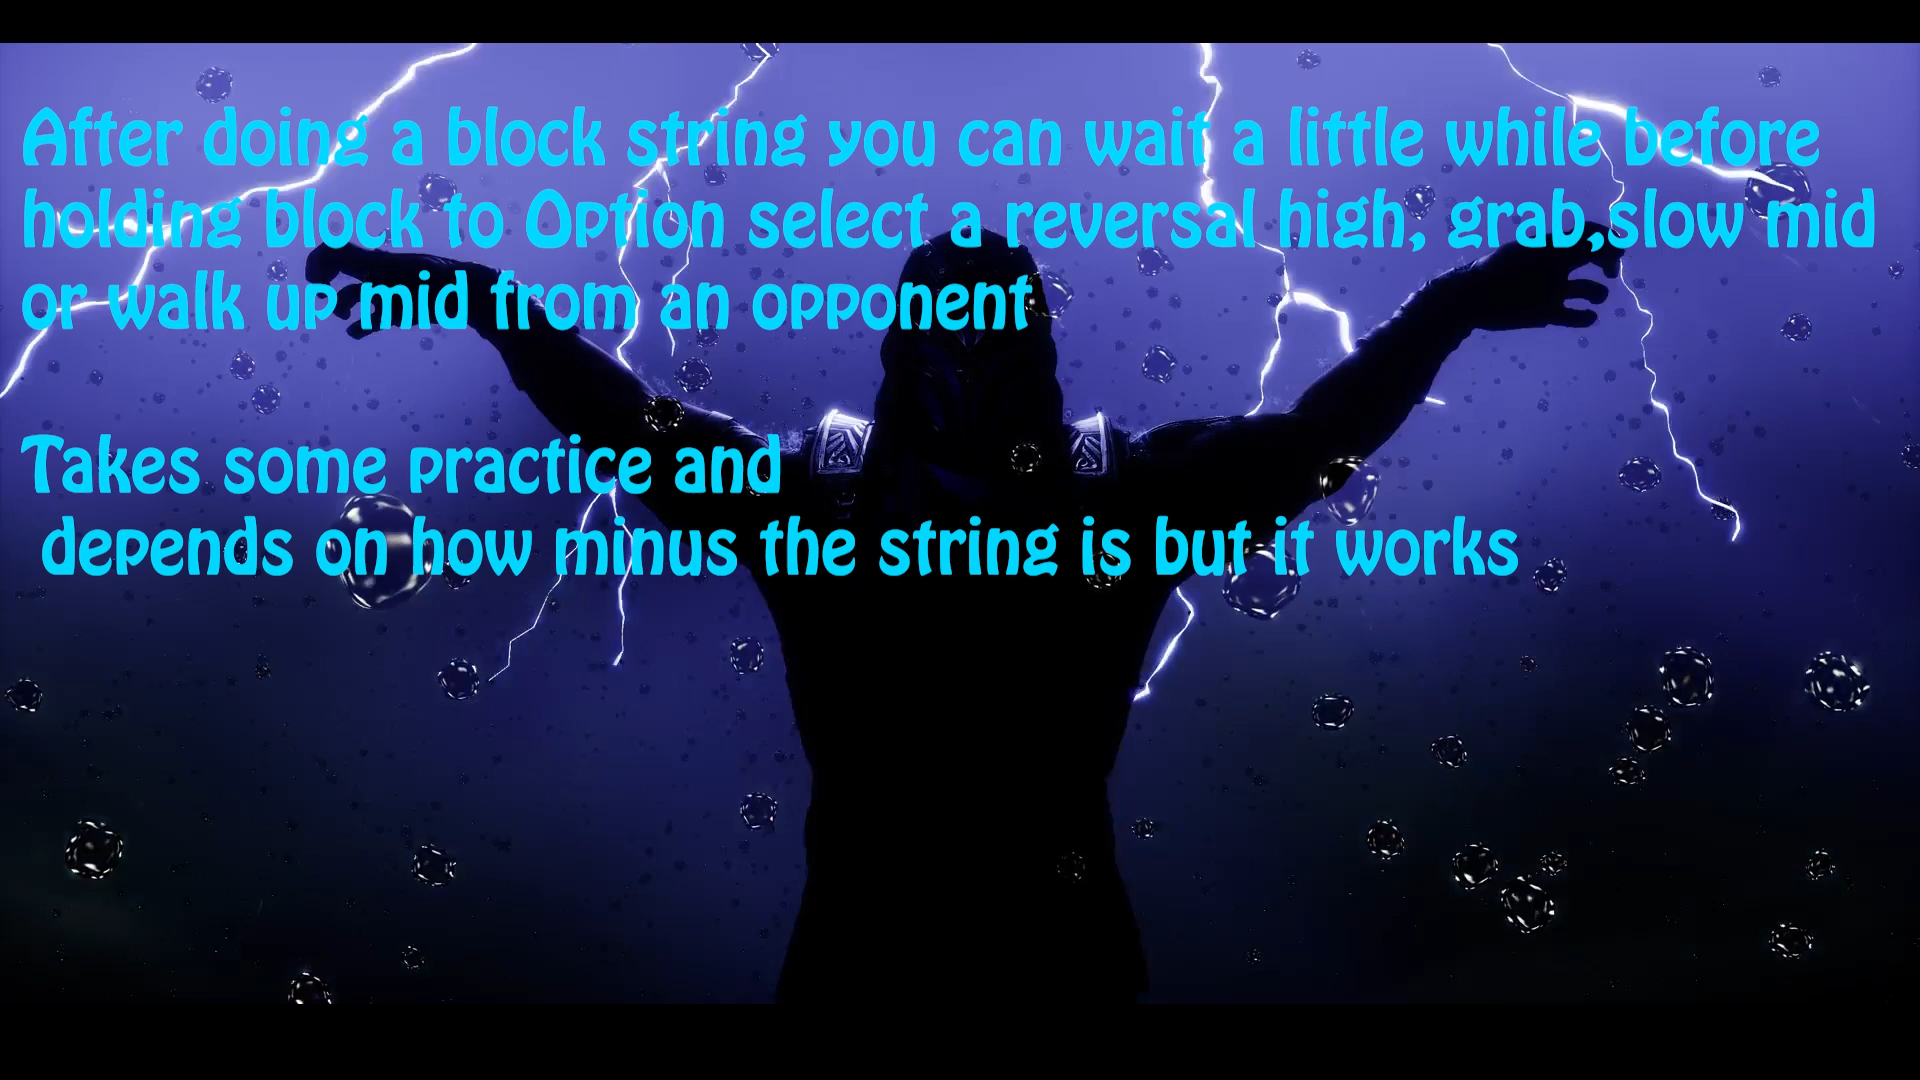 After doing a block string you can wait a little while before
holding block to Option select a reversal high, grab,slow mid
or walk up mid from an opponent
Takes some practice and
depends on how minus the string is but it works